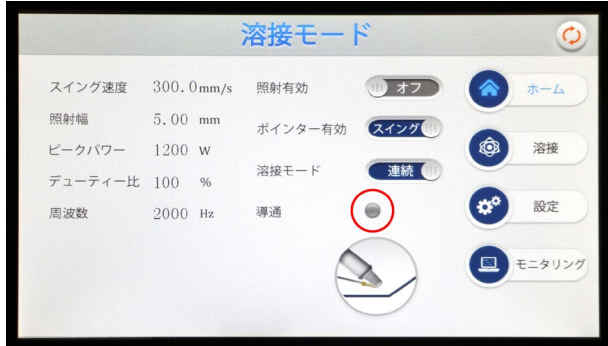 溶接モード
スイング速度 300.0mm/s 照射有効 オフ ホーム
照射幅 5.00 mm ポインター有効 スイング
ピークパワー 1200 W 溶接
デューティー比 100 % 溶接モード 連続
周波数 2000 Hz 導通 設定
モニタリング